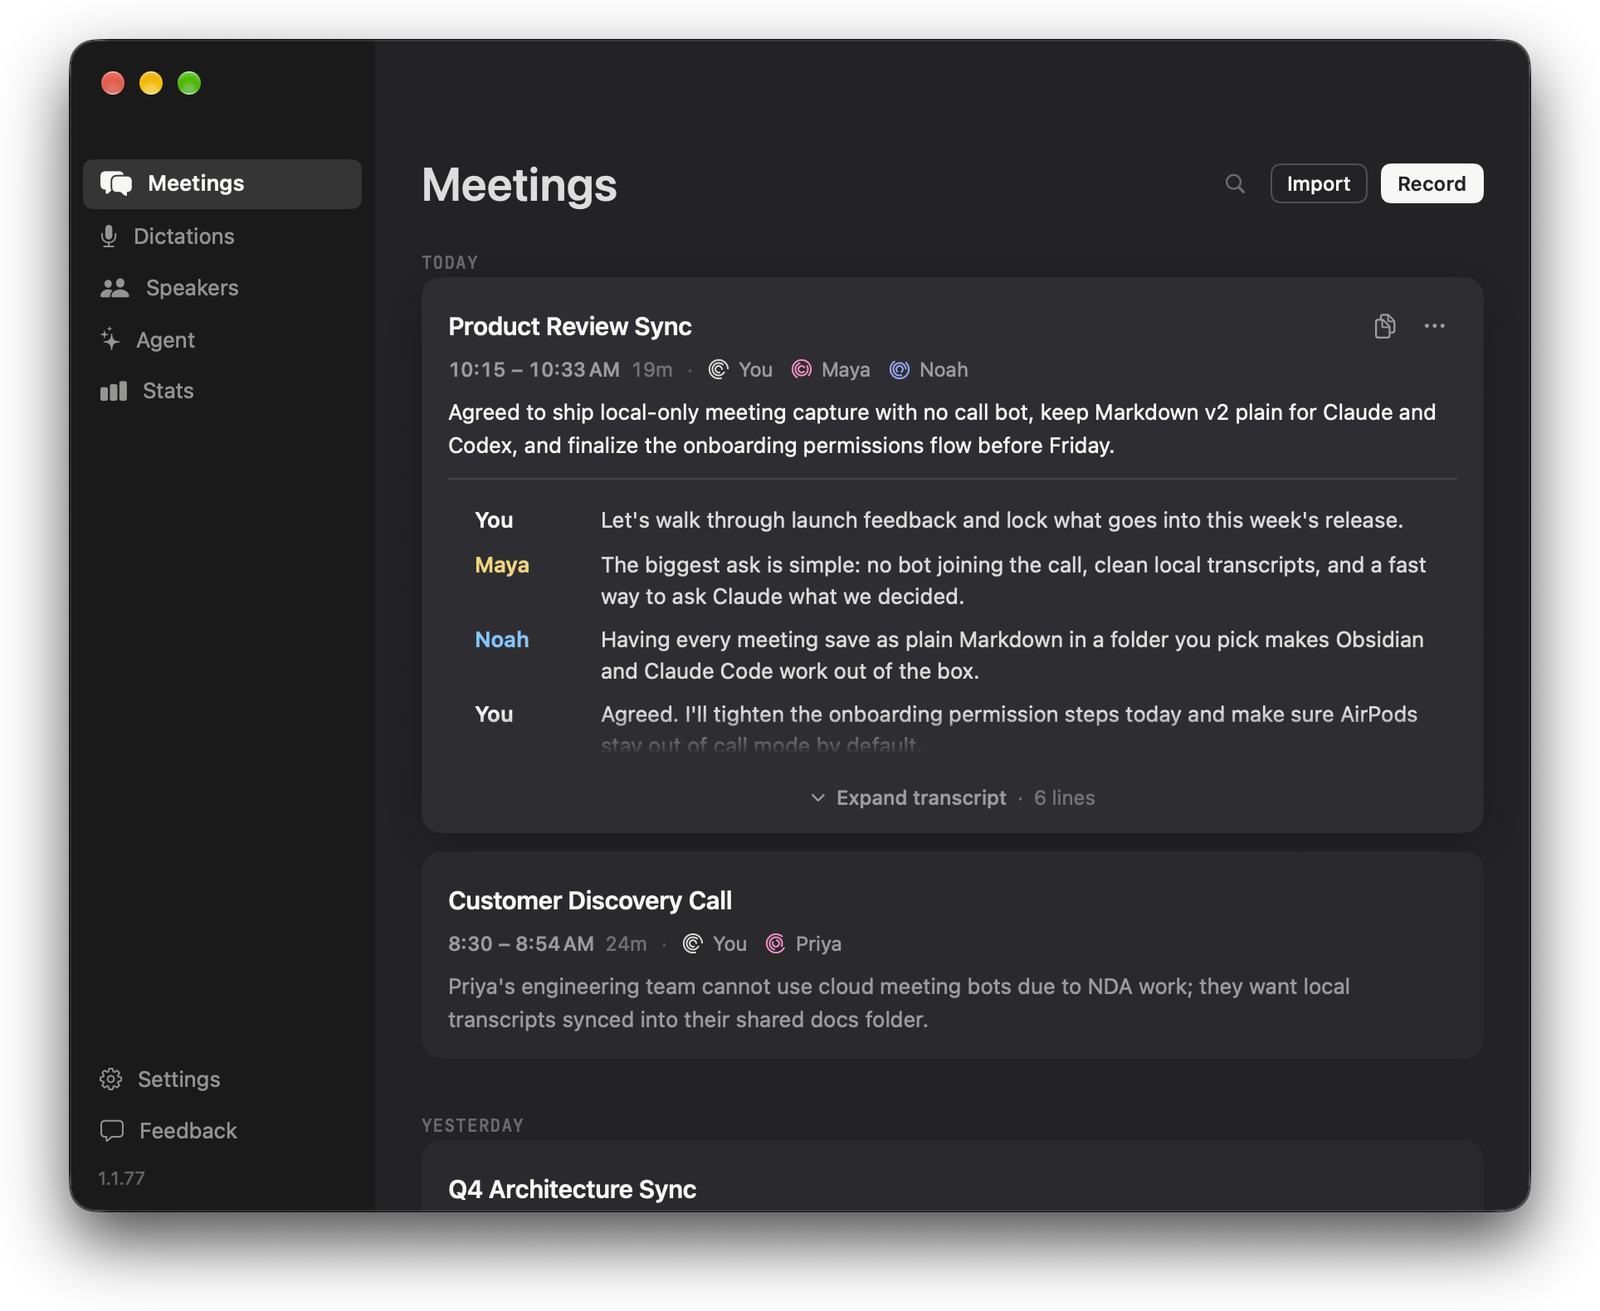 Meetings
Dictations
Speakers
Agent
Stats
Settings
Feedback
1.1.77
Meetings
Import
Record
TODAY
Product Review Sync
10:15 – 10:33 AM 19m · You Maya Noah
Agreed to ship local-only meeting capture with no call bot, keep Markdown v2 plain for Claude and
Codex, and finalize the onboarding permissions flow before Friday.
You Let's walk through launch feedback and lock what goes into this week's release.
Maya The biggest ask is simple: no bot joining the call, clean local transcripts, and a fast
way to ask Claude what we decided.
Noah Having every meeting save as plain Markdown in a folder you pick makes Obsidian
and Claude Code work out of the box.
You Agreed. I'll tighten the onboarding permission steps today and make sure AirPods
stay out of call mode by default.
Expand transcript · 6 lines
Customer Discovery Call
8:30 – 8:54 AM 24m · You Priya
Priya's engineering team cannot use cloud meeting bots due to NDA work; they want local
transcripts synced into their shared docs folder.
YESTERDAY
Q4 Architecture Sync